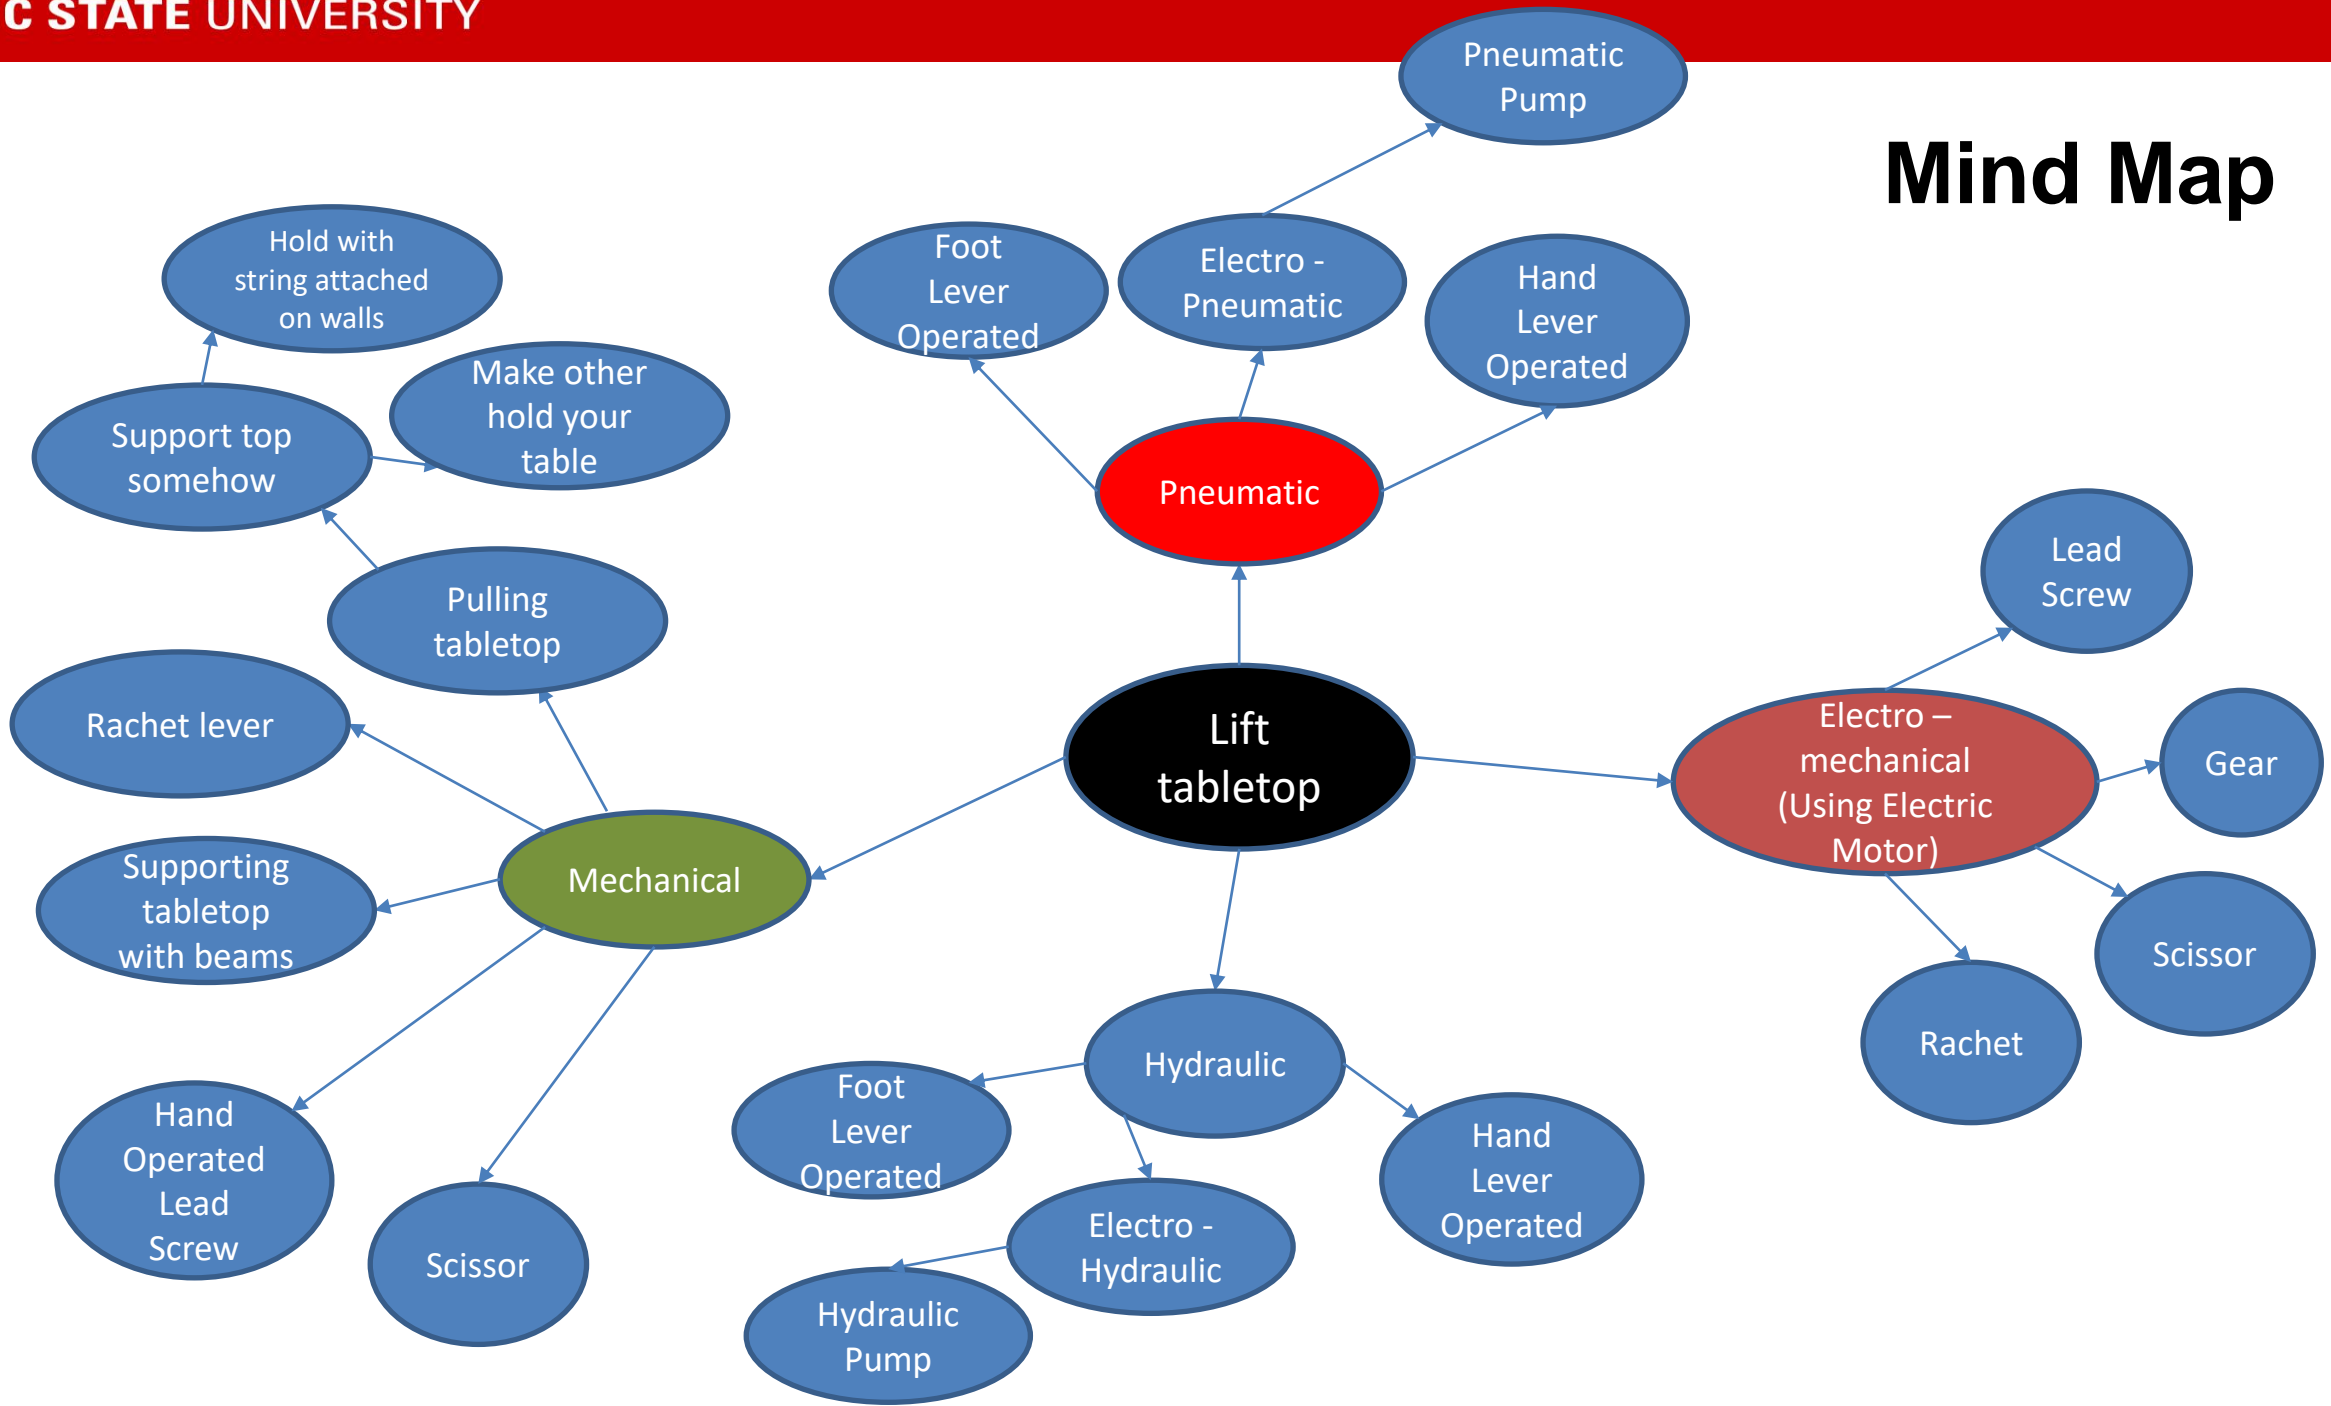 C STATE UNIVERSITY
Mind Map
Pneumatic
Pump
Foot
Lever
Operated
Electro -
Pneumatic
Hand
Lever
Operated
Pneumatic
Hold with
string attached
on walls
Make other
hold your
table
Support top
somehow
Pulling
tabletop
Rachet lever
Supporting
tabletop
with beams
Mechanical
Hand
Operated
Lead
Screw
Scissor
Lift
tabletop
Lead
Screw
Electro –
mechanical
(Using Electric
Motor)
Gear
Scissor
Rachet
Hydraulic
Foot
Lever
Operated
Hand
Lever
Operated
Electro -
Hydraulic
Hydraulic
Pump